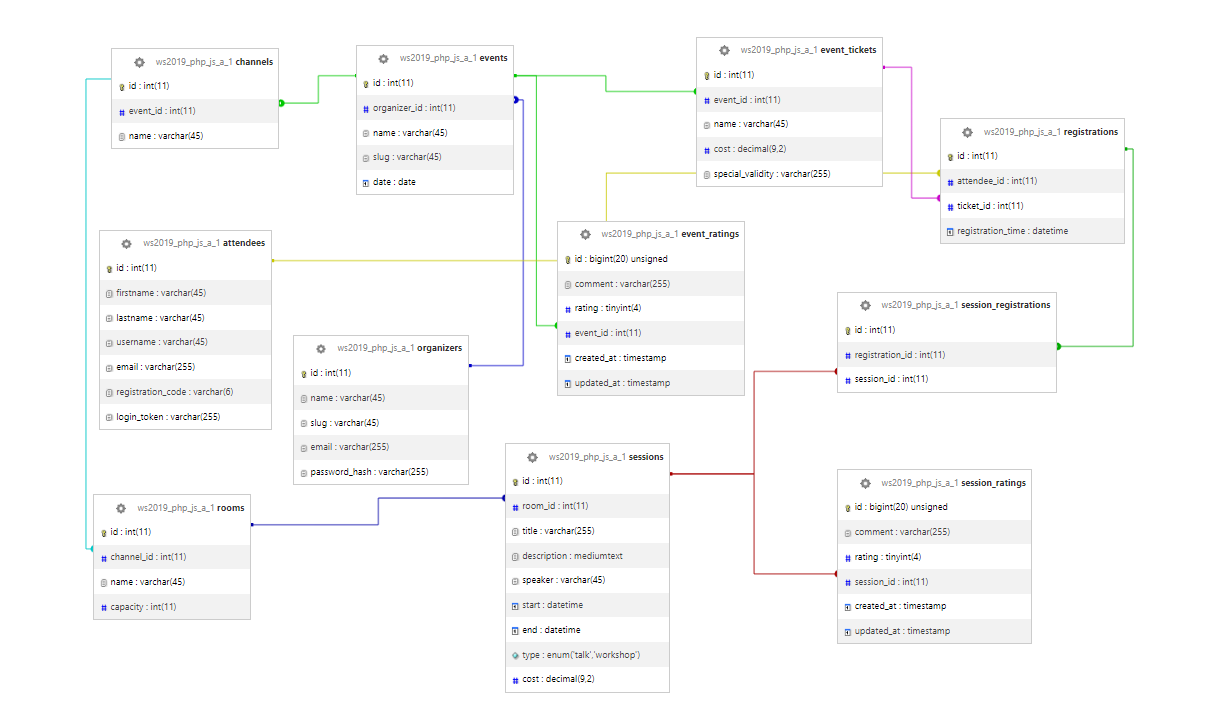 ws2019_php_js_a_1 channels
id : int(11)
event_id : int(11)
name : varchar(45)
ws2019_php_js_a_1 events
id : int(11)
organizer_id : int(11)
name : varchar(45)
slug : varchar(45)
date : date
ws2019_php_js_a_1 event_tickets
id : int(11)
event_id : int(11)
name : varchar(45)
cost : decimal(9,2)
special_validity : varchar(255)
ws2019_php_js_a_1 registrations
id : int(11)
attendee_id : int(11)
ticket_id : int(11)
registration_time : datetime
ws2019_php_js_a_1 attendees
id : int(11)
firstname : varchar(45)
lastname : varchar(45)
username : varchar(45)
email : varchar(255)
registration_code : varchar(6)
login_token : varchar(255)
ws2019_php_js_a_1 event_ratings
id : bigint(20) unsigned
comment : varchar(255)
rating : tinyint(4)
event_id : int(11)
created_at : timestamp
updated_at : timestamp
ws2019_php_js_a_1 organizers
id : int(11)
name : varchar(45)
slug : varchar(45)
email : varchar(255)
password_hash : varchar(255)
ws2019_php_js_a_1 session_registrations
id : int(11)
registration_id : int(11)
session_id : int(11)
ws2019_php_js_a_1 rooms
id : int(11)
channel_id : int(11)
name : varchar(45)
capacity : int(11)
ws2019_php_js_a_1 sessions
id : int(11)
room_id : int(11)
title : varchar(255)
description : mediumtext
speaker : varchar(45)
start : datetime
end : datetime
type : enum('talk','workshop')
cost : decimal(9,2)
ws2019_php_js_a_1 session_ratings
id : bigint(20) unsigned
comment : varchar(255)
rating : tinyint(4)
session_id : int(11)
created_at : timestamp
updated_at : timestamp